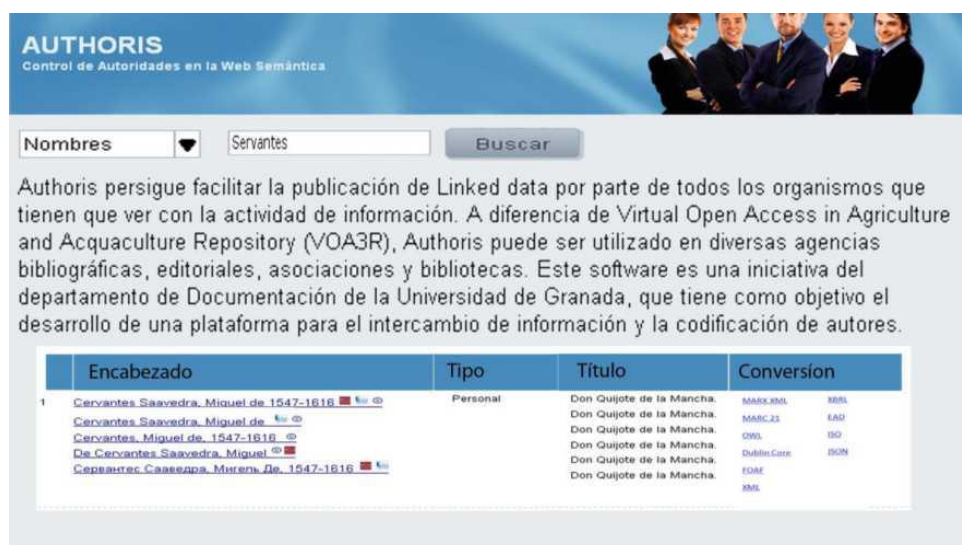 AUTHORIS
Control de Autoridades en la Web Semántica
Nombres Servantes Buscar
Authoris persigue facilitar la publicación de Linked data por parte de todos los organismos que
tienen que ver con la actividad de información. A diferencia de Virtual Open Access in Agriculture
and Acquaculture Repository (VOA3R), Authoris puede ser utilizado en diversas agencias
bibliográficas, editoriales, asociaciones y bibliotecas. Este software es una iniciativa del
departamento de Documentación de la Universidad de Granada, que tiene como objetivo el
desarrollo de una plataforma para el intercambio de información y la codificación de autores.
Encabezado Tipo Título Conversíon
1 Cervantes Saavedra, Miguel de 1547-1616 Personal Don Quijote de la Mancha. MARX XML XBRL
Cervantes Saavedra, Miguel de Don Quijote de la Mancha. MARC 21 EAD
Cervantes, Miguel de, 1547-1616 Don Quijote de la Mancha. OWL ISO
De Cervantes Saavedra, Miguel Don Quijote de la Mancha. Dublin Core JSON
Сервантес Сааведра, Мигель Де, 1547-1616 Don Quijote de la Mancha. FOAF
Don Quijote de la Mancha. XML